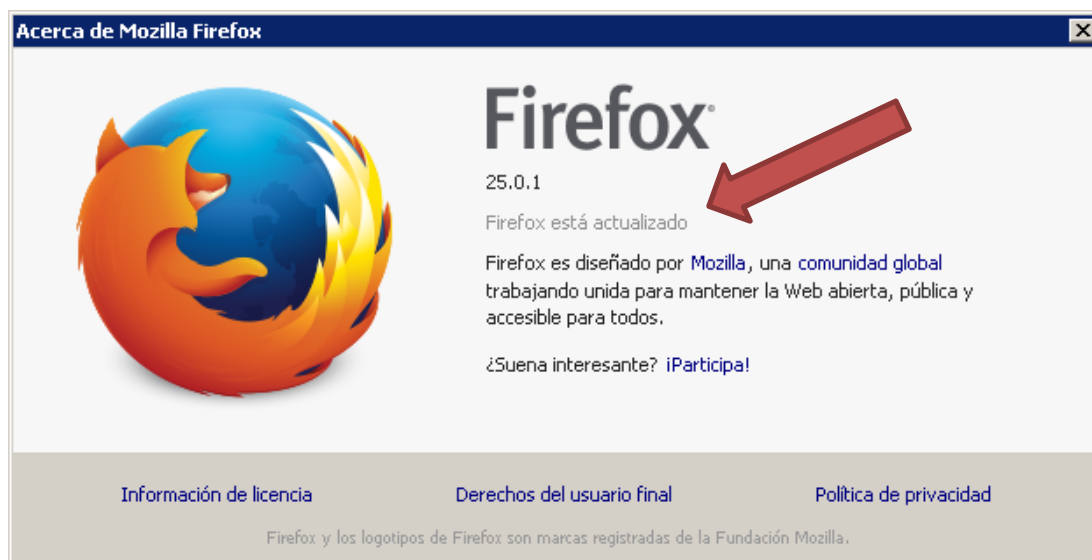 Acerca de Mozilla Firefox
Firefox
25.0.1
Firefox está actualizado
Firefox es diseñado por Mozilla, una comunidad global
trabajando unida para mantener la Web abierta, pública y
accesible para todos.
¿Suena interesante? ¡Participa!
Información de licencia Derechos del usuario final Política de privacidad
Firefox y los logotipos de Firefox son marcas registradas de la Fundación Mozilla.